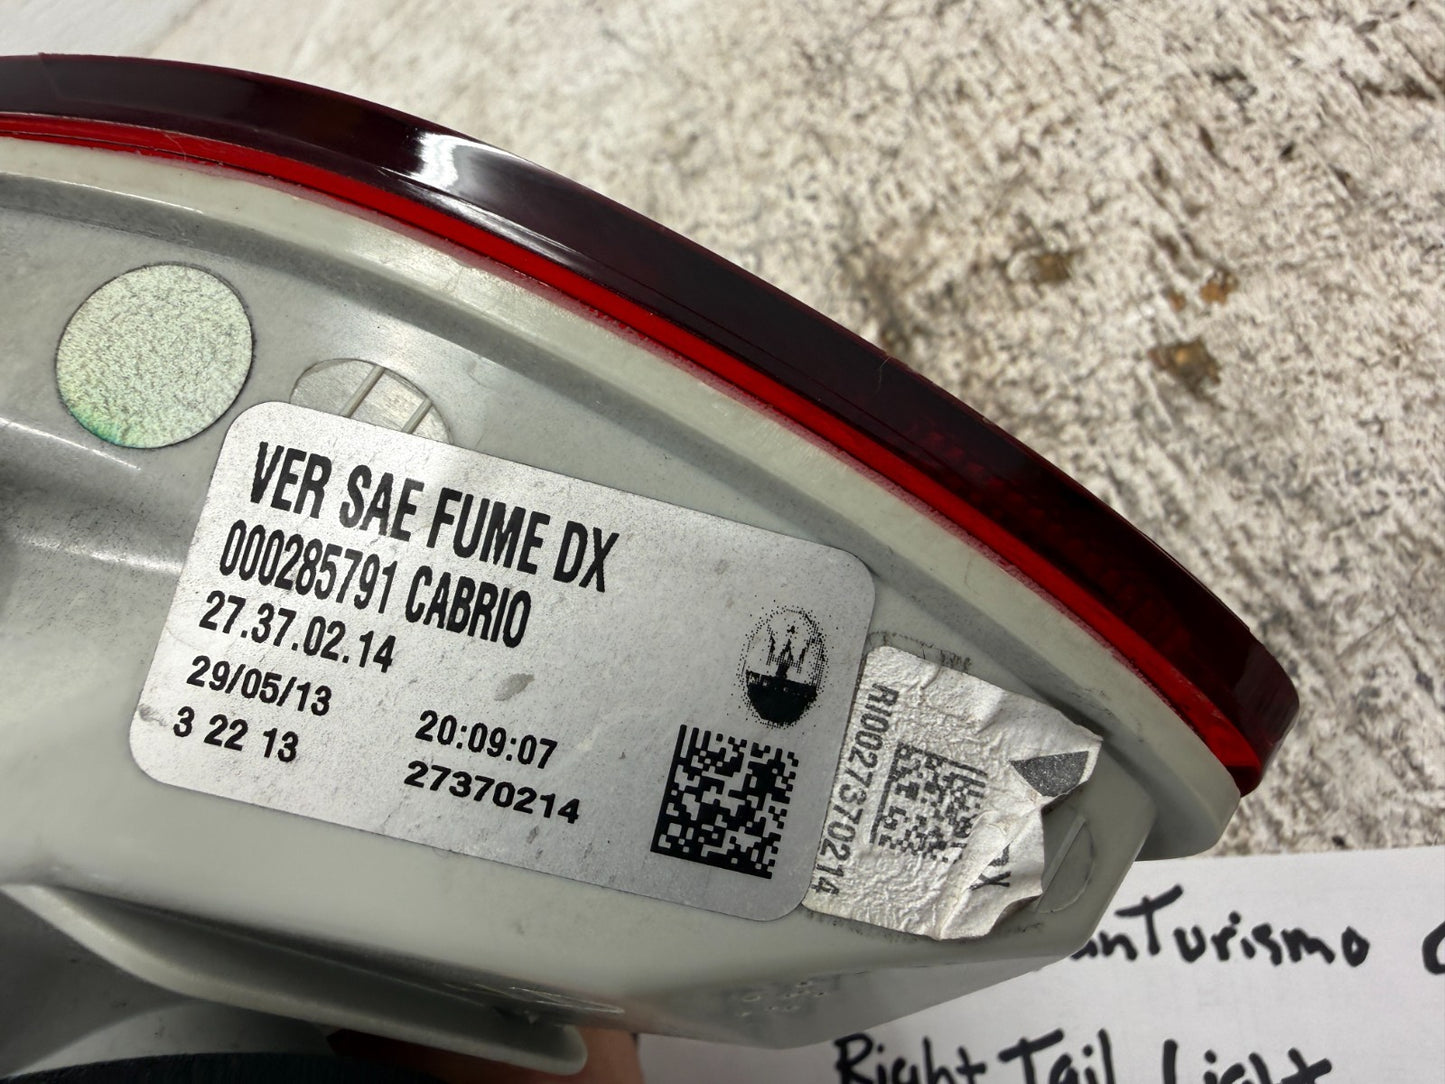 VER SAE FUME DX
000285791 CABRIO
27.37.02.14
29/05/13 20:09:07
3 22 13 27370214
RI0027370214
Turismo
Right Tail Light